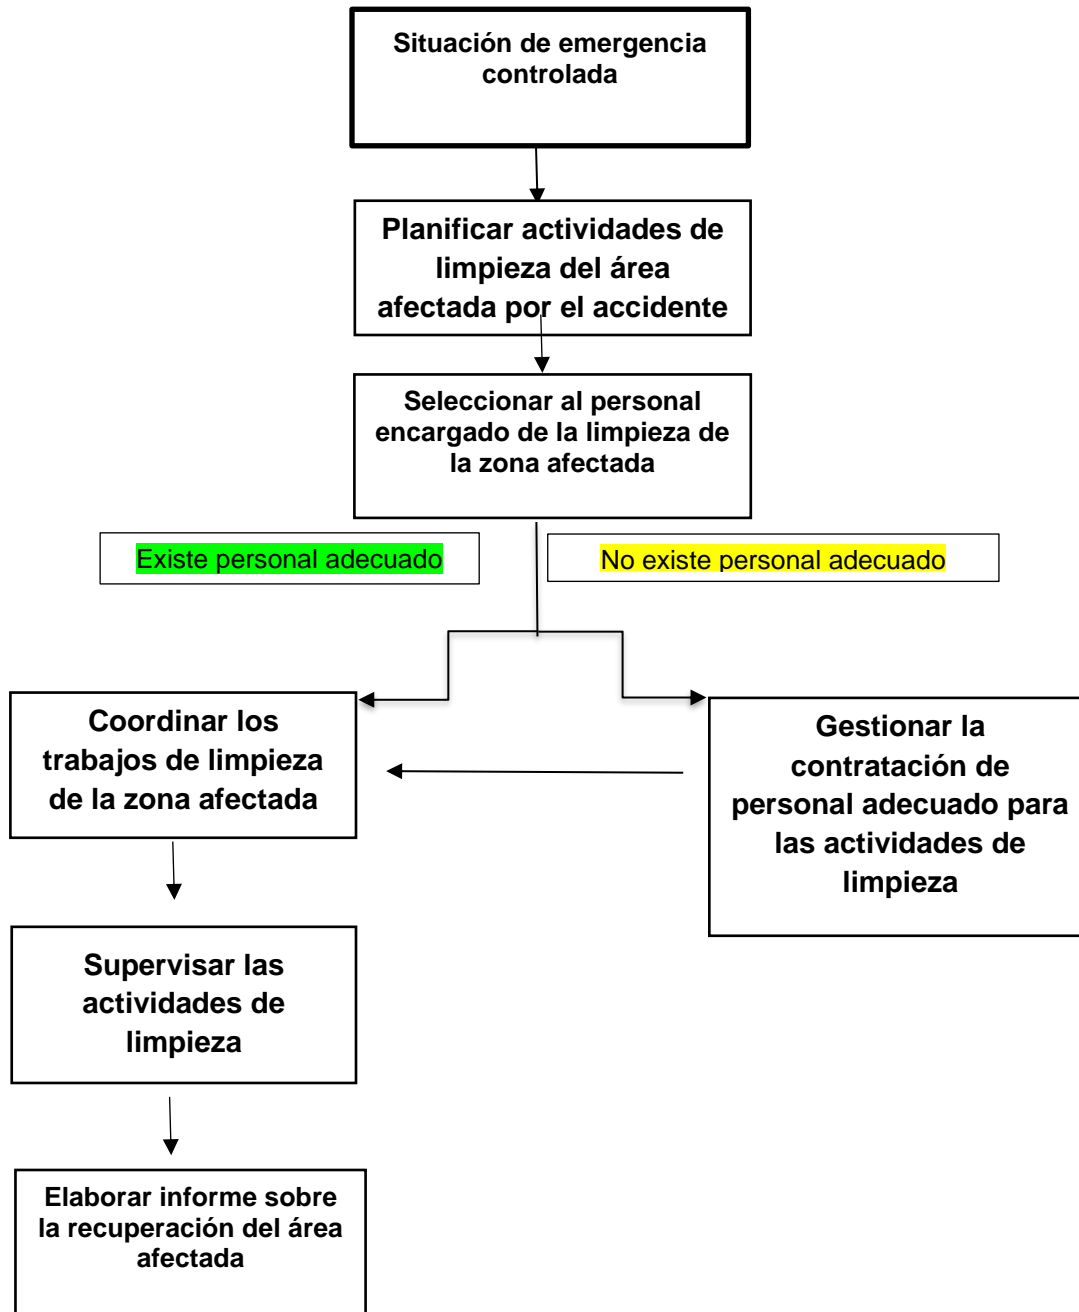 Situación de emergencia
controlada
Planificar actividades de
limpieza del área
afectada por el accidente
Seleccionar al personal
encargado de la limpieza de
la zona afectada
Existe personal adecuado
No existe personal adecuado
Coordinar los
trabajos de limpieza
de la zona afectada
Gestionar la
contratación de
personal adecuado para
las actividades de
limpieza
Supervisar las
actividades de
limpieza
Elaborar informe sobre
la recuperación del área
afectada